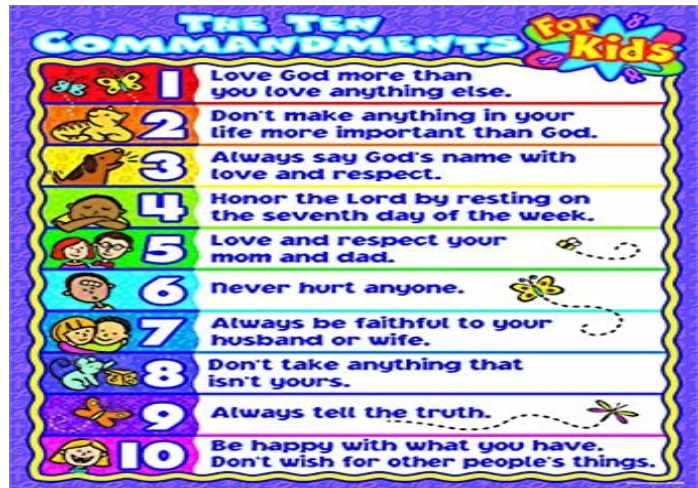 The Ten
Commandments
For
Kids
1
Love God more than
you love anything else.
2
Don't make anything in your
life more important than God.
3
Always say God's name with
love and respect.
4
Honor the Lord by resting on
the seventh day of the week.
5
Love and respect your
mom and dad.
6
Never hurt anyone.
7
Always be faithful to your
husband or wife.
8
Don't take anything that
isn't yours.
9
Always tell the truth.
10
Be happy with what you have.
Don't wish for other people's things.